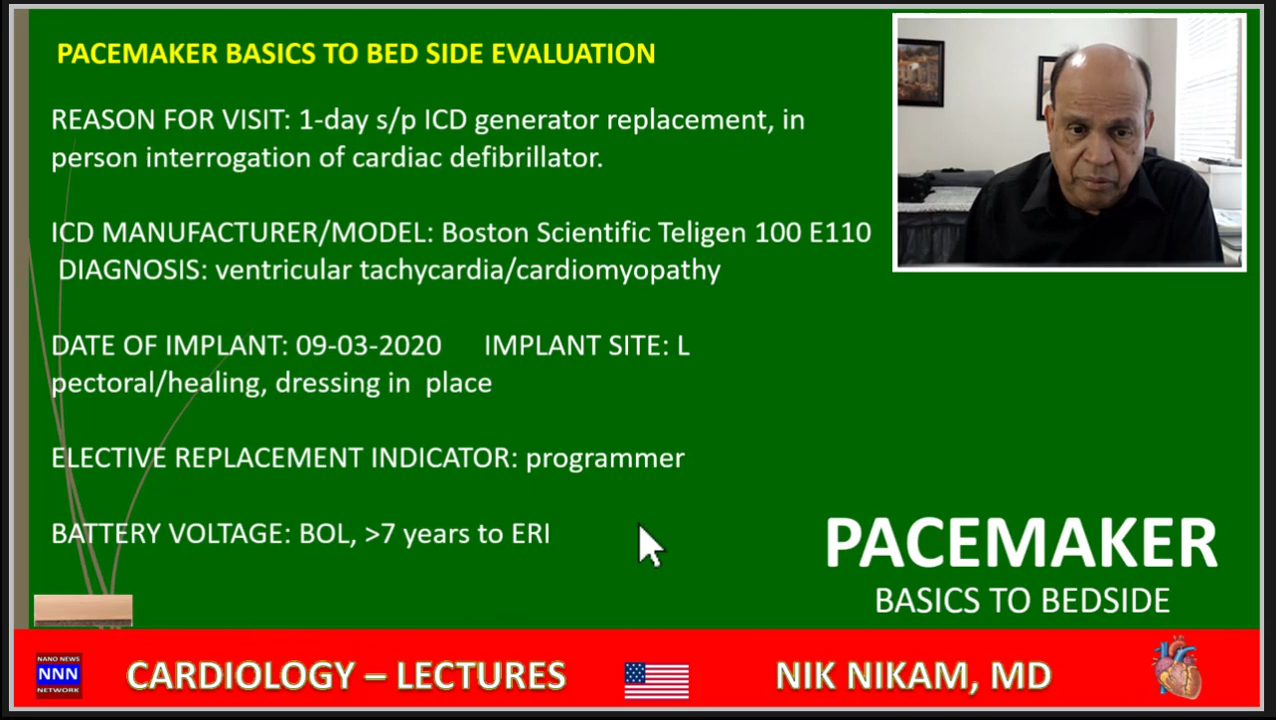 PACEMAKER BASICS TO BED SIDE EVALUATION
REASON FOR VISIT: 1-day s/p ICD generator replacement, in
person interrogation of cardiac defibrillator.
ICD MANUFACTURER/MODEL: Boston Scientific Teligen 100 E110
DIAGNOSIS: ventricular tachycardia/cardiomyopathy
DATE OF IMPLANT: 09-03-2020 IMPLANT SITE: L
pectoral/healing, dressing in place
ELECTIVE REPLACEMENT INDICATOR: programmer
BATTERY VOLTAGE: BOL, >7 years to ERI
PACEMAKER
BASICS TO BEDSIDE
NANO NEWS
NNN
NETWORK
CARDIOLOGY – LECTURES
NIK NIKAM, MD